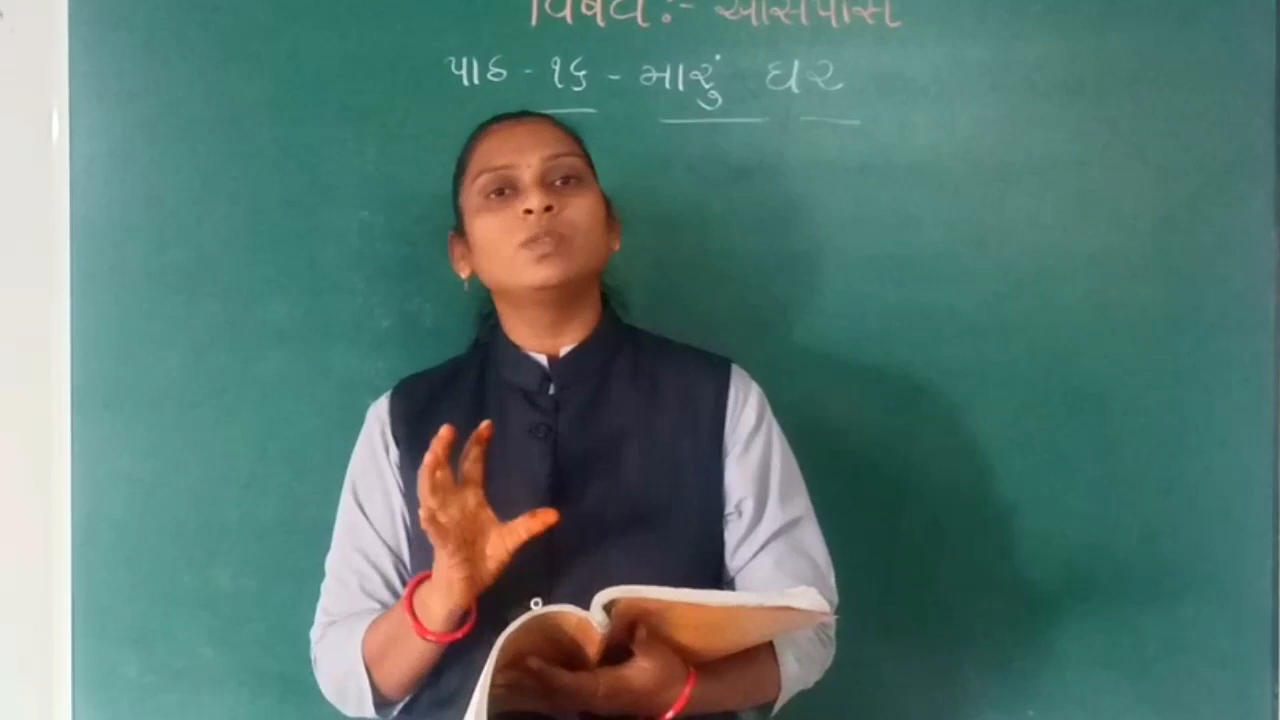 વિષય :- આસપાસ
પાઠ - ૧૬ - મારું ઘર